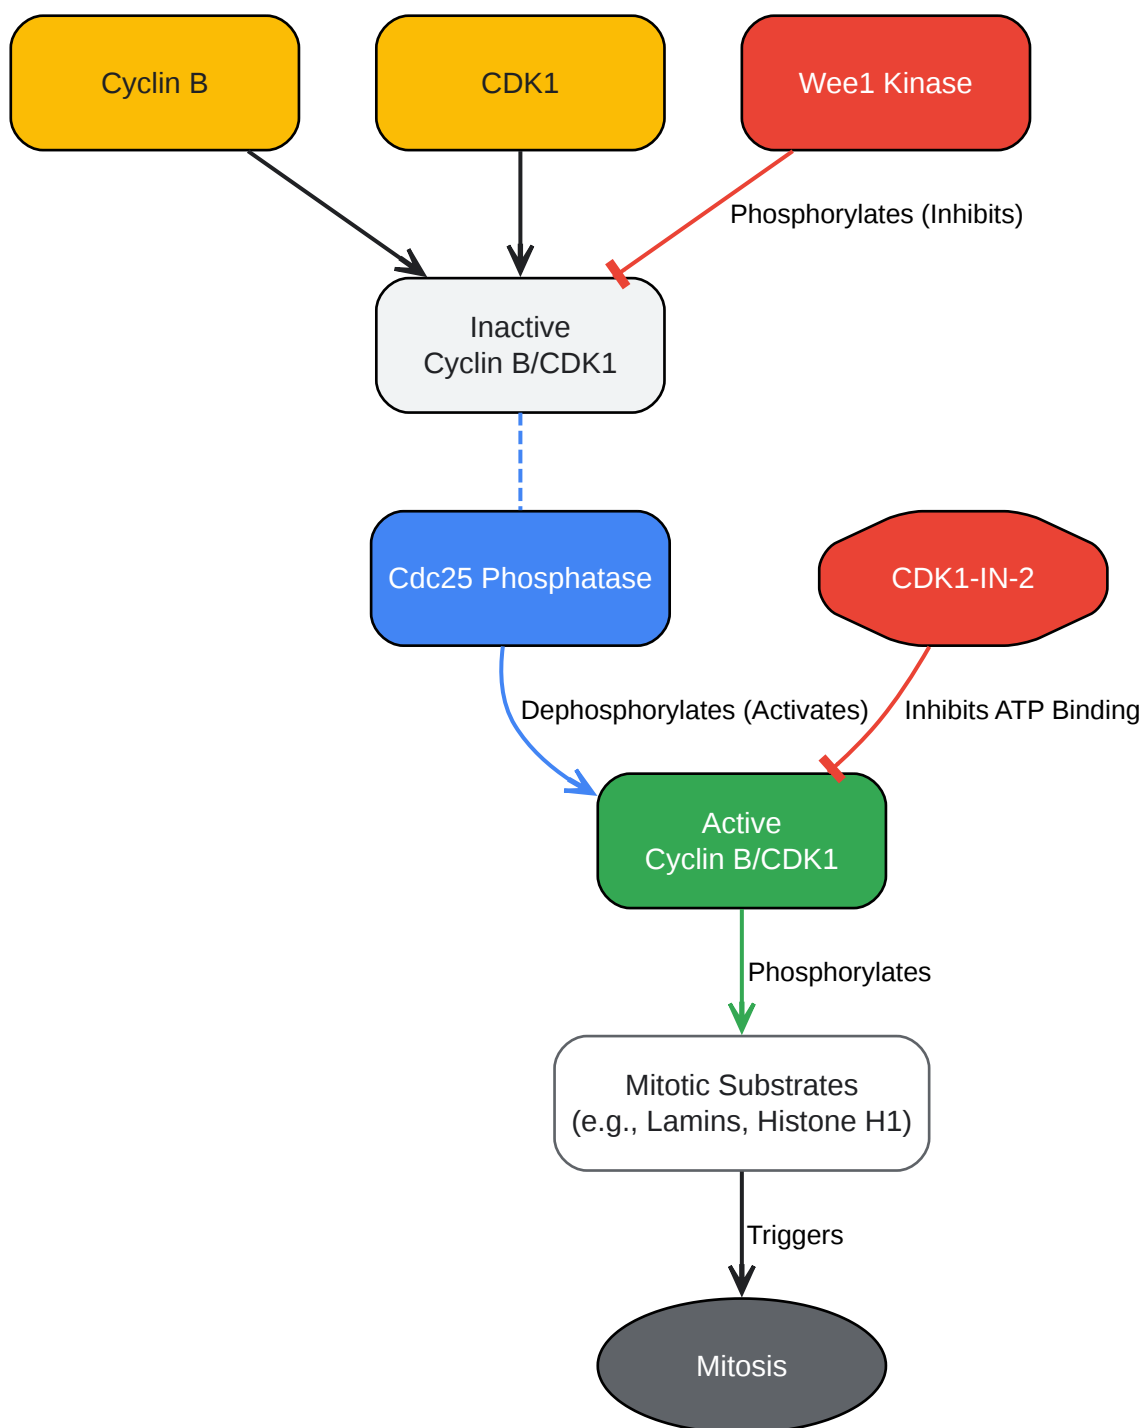 Cyclin B
CDK1
Wee1 Kinase
Phosphorylates (Inhibits)
Inactive
Cyclin B/CDK1
Cdc25 Phosphatase
CDK1-IN-2
Dephosphorylates (Activates)
Inhibits ATP Binding
Active
Cyclin B/CDK1
Phosphorylates
Mitotic Substrates
(e.g., Lamins, Histone H1)
Triggers
Mitosis